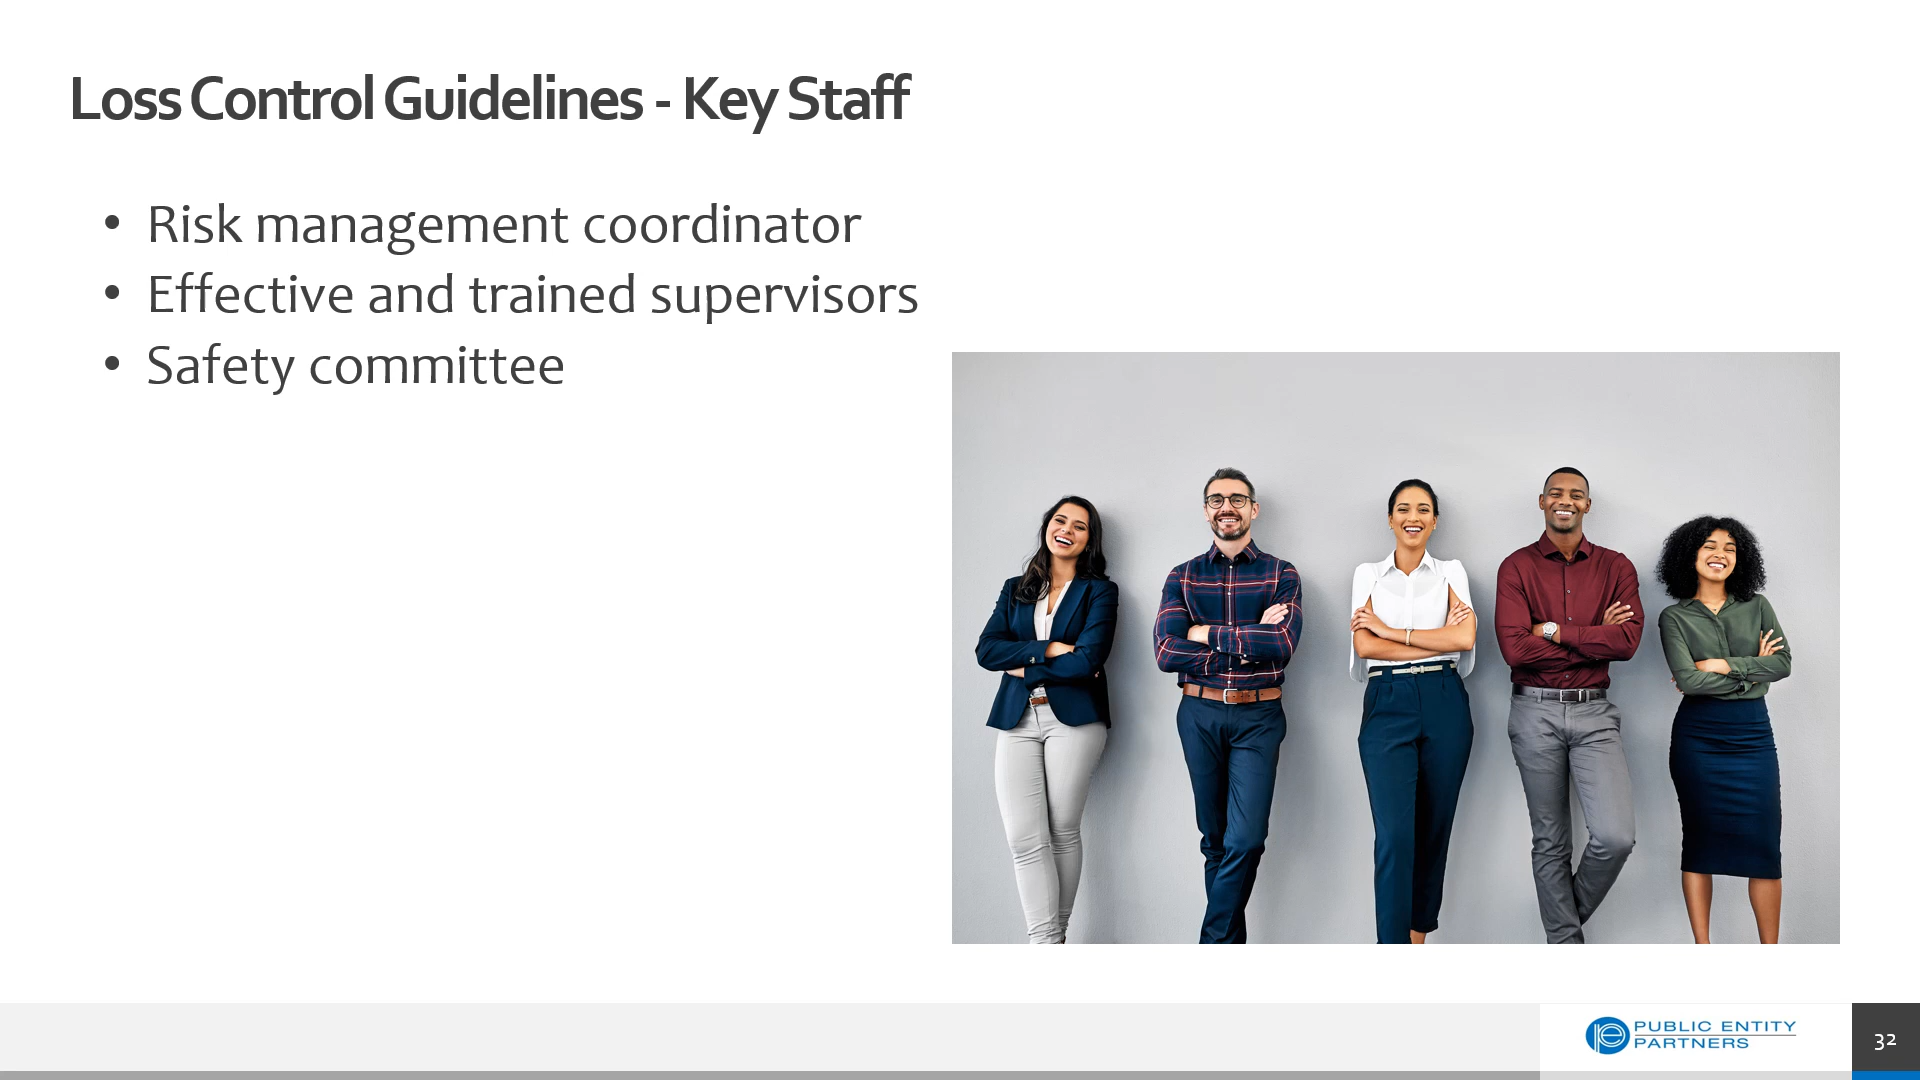 Loss Control Guidelines - Key Staff
• Risk management coordinator
• Effective and trained supervisors
• Safety committee
PUBLIC ENTITY
PARTNERS
32